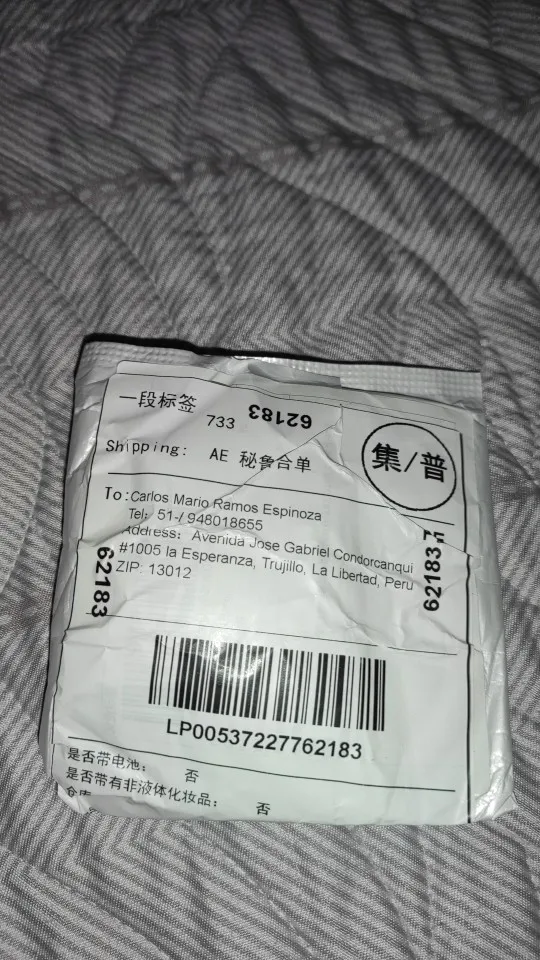 一段标签 733 62183
集/普
Shipping: AE 秘鲁合单
To:Carlos Mario Ramos Espinoza
Tel: 51-/ 948018655
Address: Avenida Jose Gabriel Condorcanqui
#1005 la Esperanza, Trujillo, La Libertad, Peru
ZIP: 13012
62183
62183
LP00537227762183
是否带电池: 否
是否带有非液体化妆品: 否
仓库